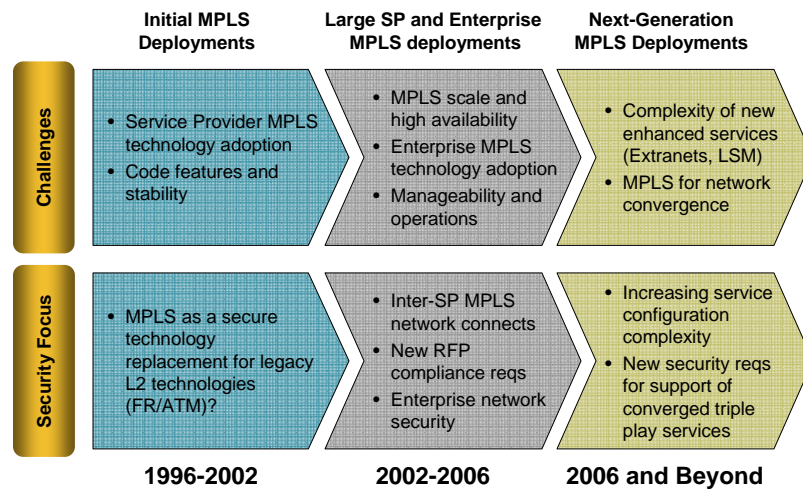 Initial MPLS
Deployments
Large SP and Enterprise
MPLS deployments
Next-Generation
MPLS Deployments
Challenges
• Service Provider MPLS
technology adoption
• Code features and
stability
• MPLS scale and
high availability
• Enterprise MPLS
technology adoption
• Manageability and
operations
• Complexity of new
enhanced services
(Extranets, LSM)
• MPLS for network
convergence
Security Focus
• MPLS as a secure
technology
replacement for legacy
L2 technologies
(FR/ATM)?
• Inter-SP MPLS
network connects
• New RFP
compliance reqs
• Enterprise network
security
• Increasing service
configuration
complexity
• New security reqs
for support of
converged triple
play services
1996-2002
2002-2006
2006 and Beyond